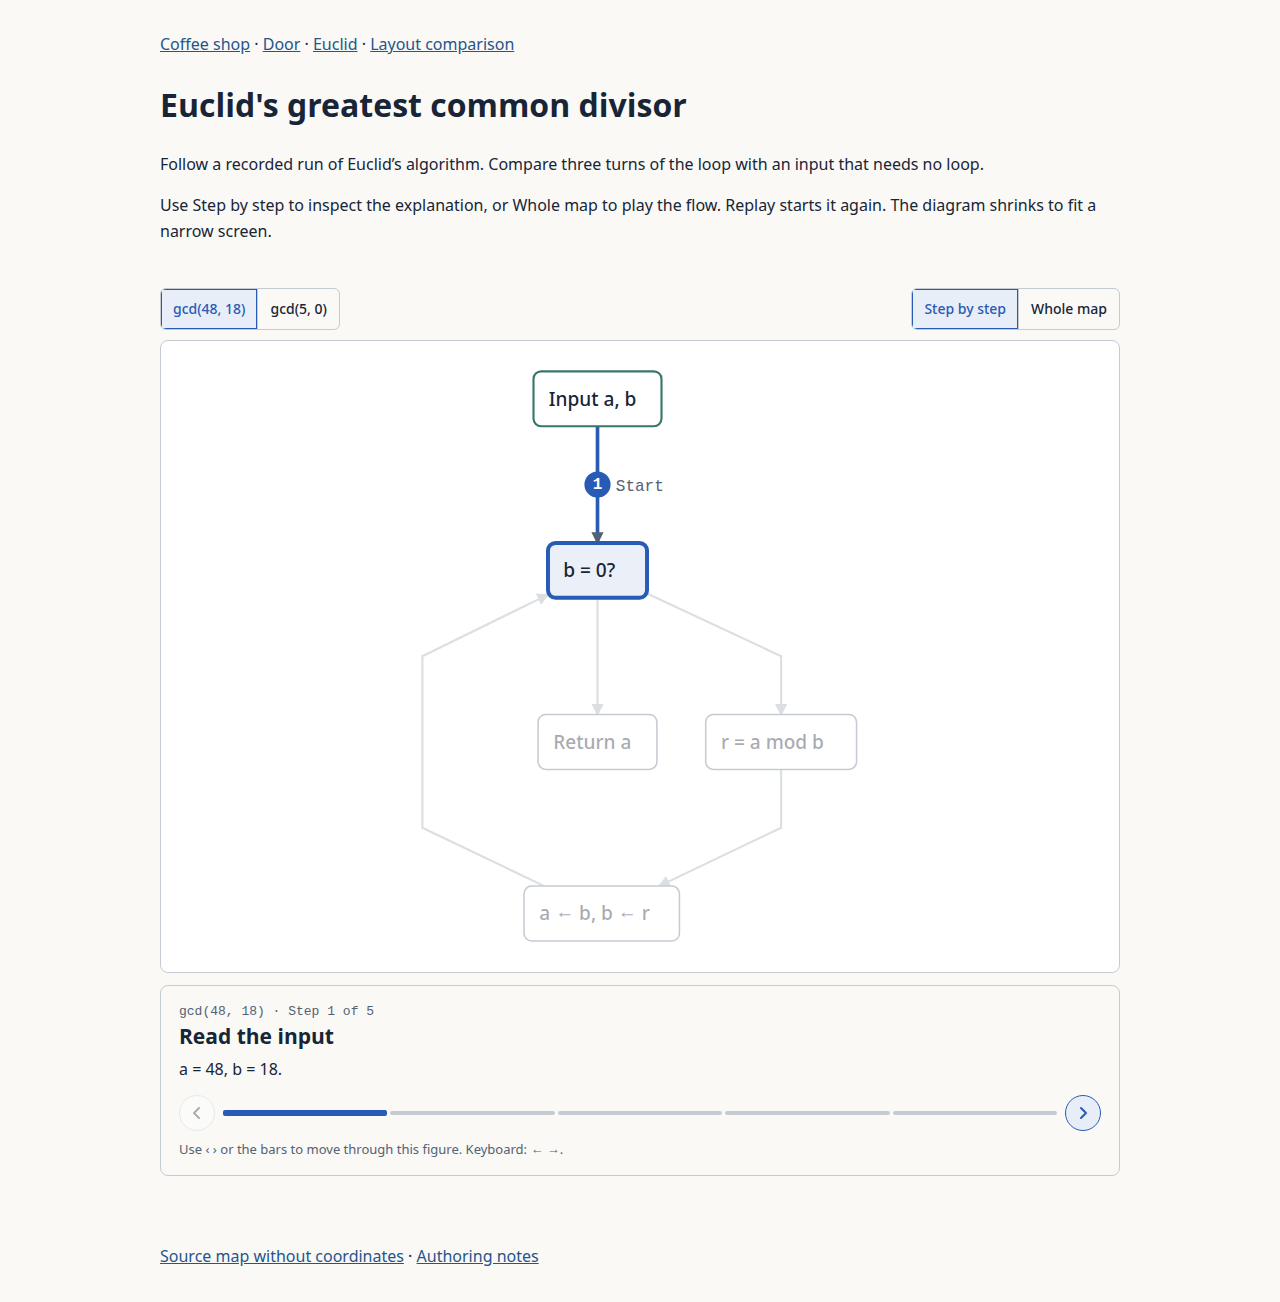 Coffee shop · Door · Euclid · Layout comparison
Euclid's greatest common divisor
Follow a recorded run of Euclid’s algorithm. Compare three turns of the loop with an input that needs no loop.
Use Step by step to inspect the explanation, or Whole map to play the flow. Replay starts it again. The diagram shrinks to fit a
narrow screen.
gcd(48, 18) gcd(5, 0) Step by step Whole map
Input a, b
1 Start
b = 0?
Return a r = a mod b
a ← b, b ← r
gcd(48, 18) · Step 1 of 5
Read the input
a = 48, b = 18.
Use ‹ › or the bars to move through this figure. Keyboard: ← →.
Source map without coordinates · Authoring notes